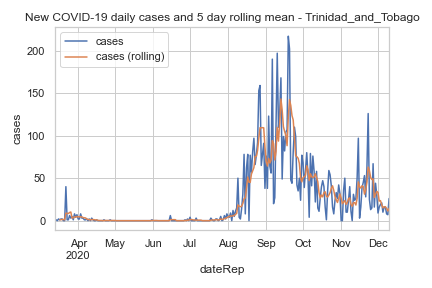 New COVID-19 daily cases and 5 day rolling mean - Trinidad_and_Tobago
cases
cases (rolling)
cases
200
150
100
50
0
Apr May Jun Jul Aug Sep Oct Nov Dec
2020
dateRep